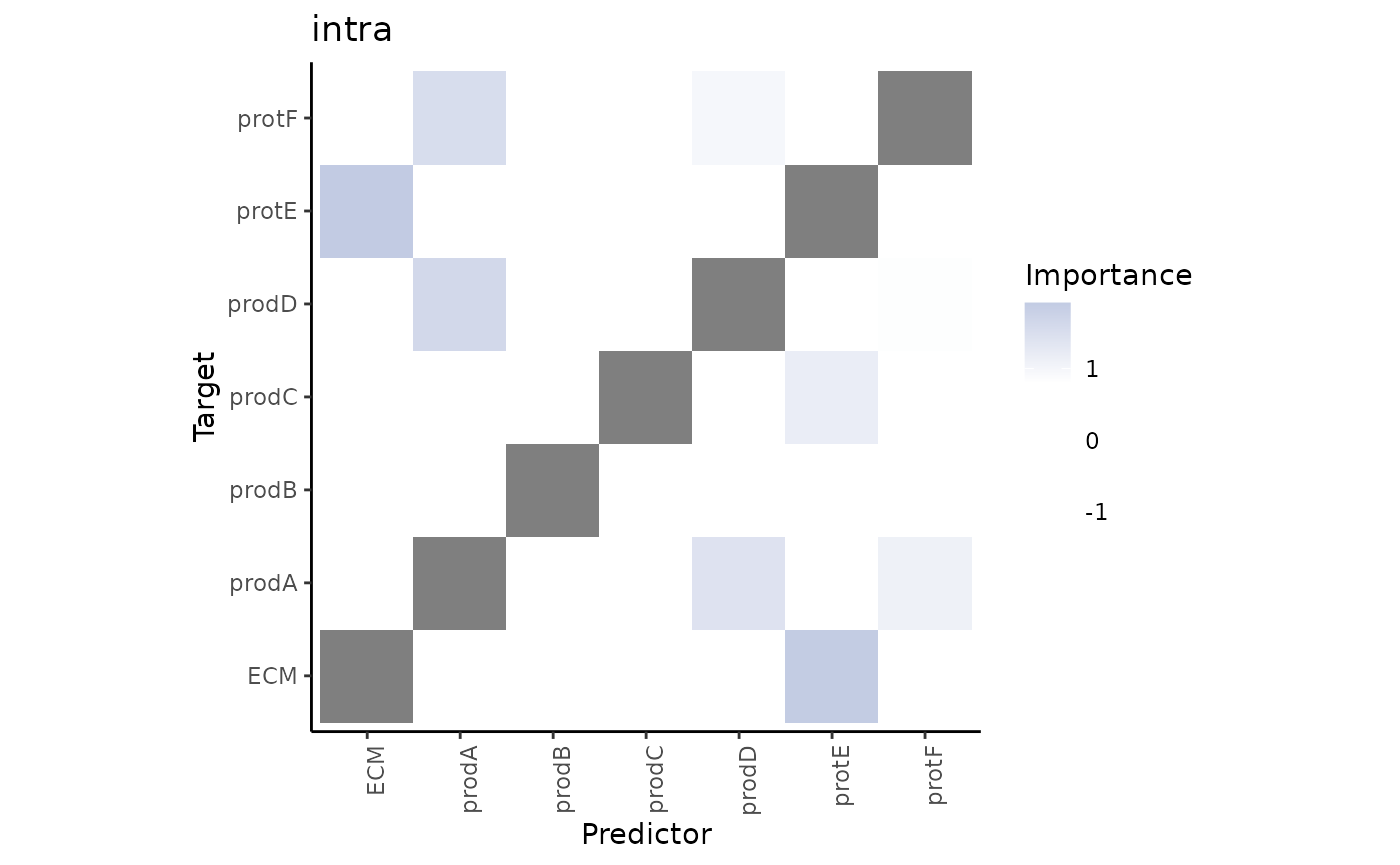 intra
protF
protE
prodD
prodC
prodB
prodA
ECM
Target
ECM
prodA
prodB
prodC
prodD
protE
protF
Predictor
Importance
1
0
-1